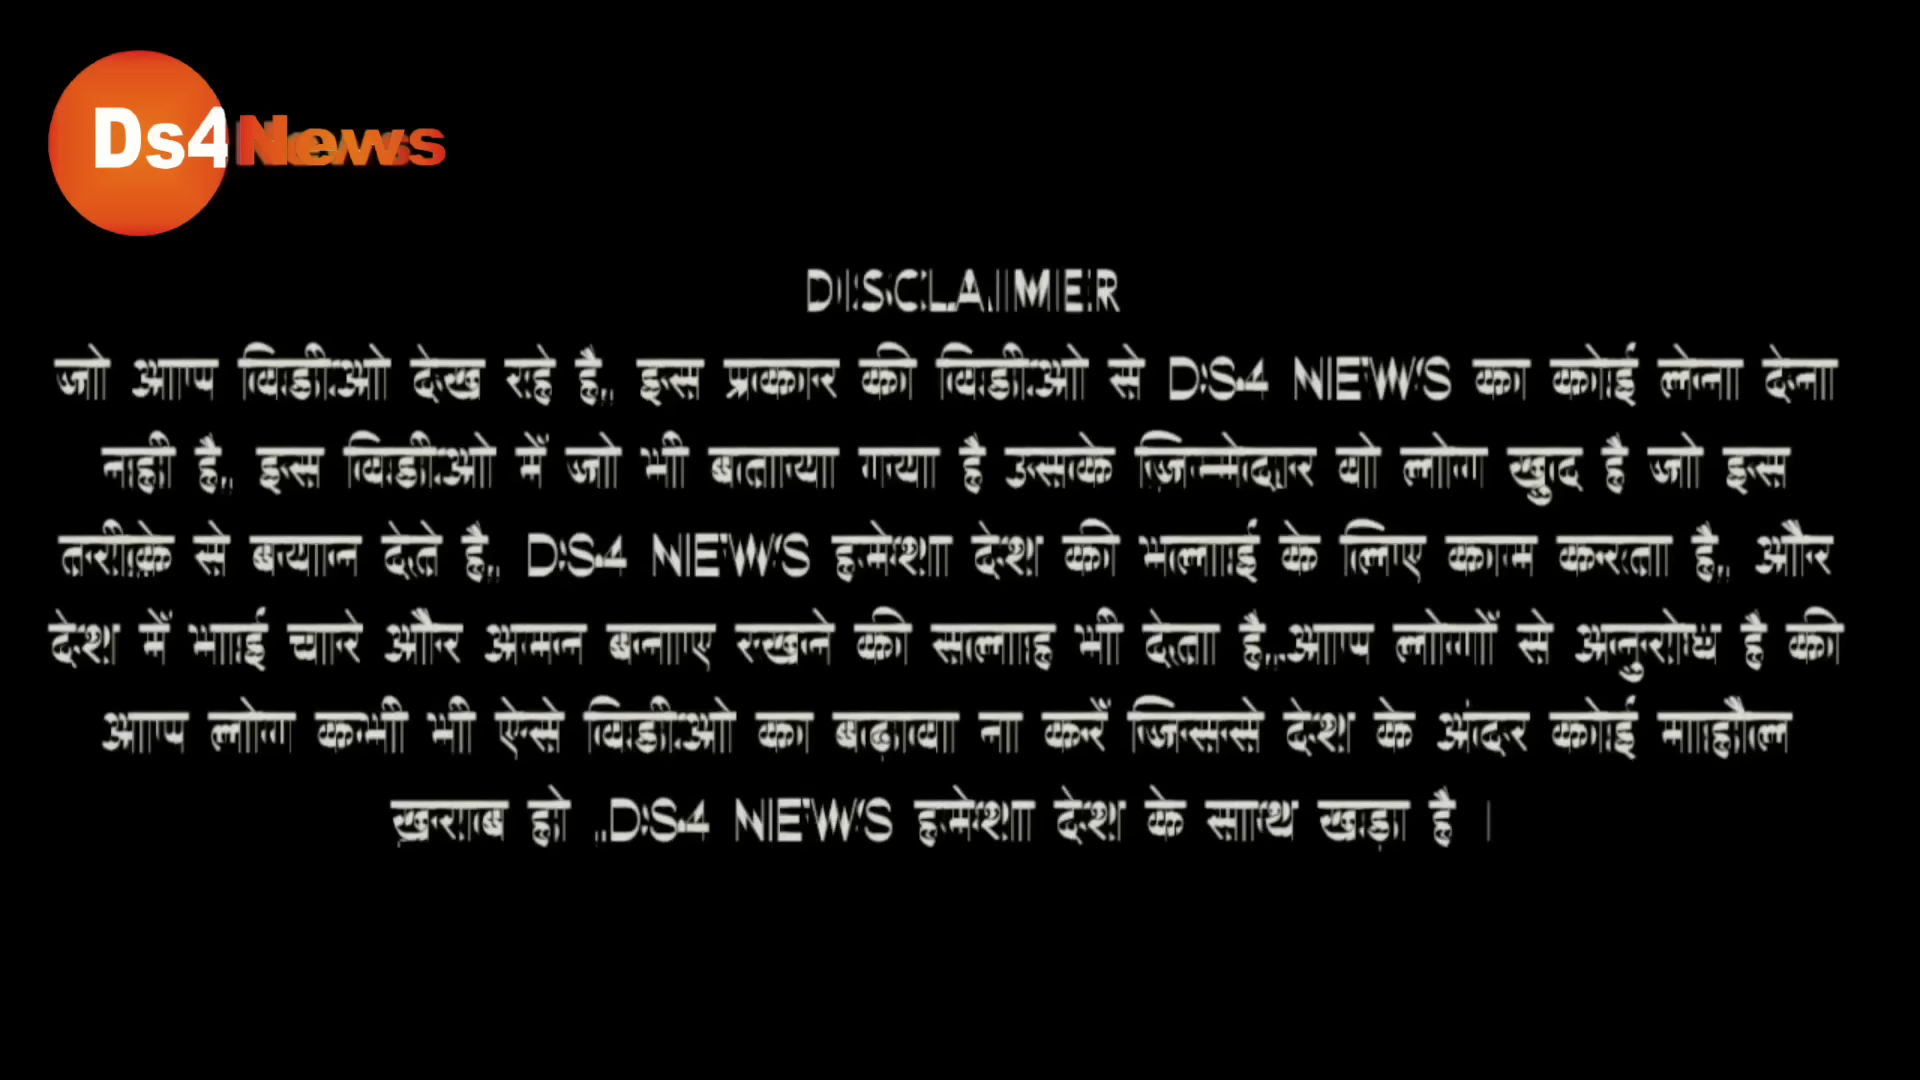 Ds4 News
DISCLAIMER
जो आप विडीओ देख रहे है,, इस प्रकार की विडीओ से DS4 NEWS का कोई लेना देना
नही है,, इस विडीओ में जो भी बताया गया है उसके ज़िम्मेदार वो लोग खुद है जो इस
तरीके से बयान देते है,, DS4 NEWS हमेशा देश की भलाई के लिए काम करता है,, और
देश में भाई चारे और अमन बनाए रखने की सलाह भी देता है,,.आप लोगों से अनुरोध है की
आप लोग कभी भी ऐसे विडीओ का बढ़ावा ना करें जिससे देश के अंदर कोई माहौल
ख़राब हो ,,DS4 NEWS हमेशा देश के साथ खड़ा है ।